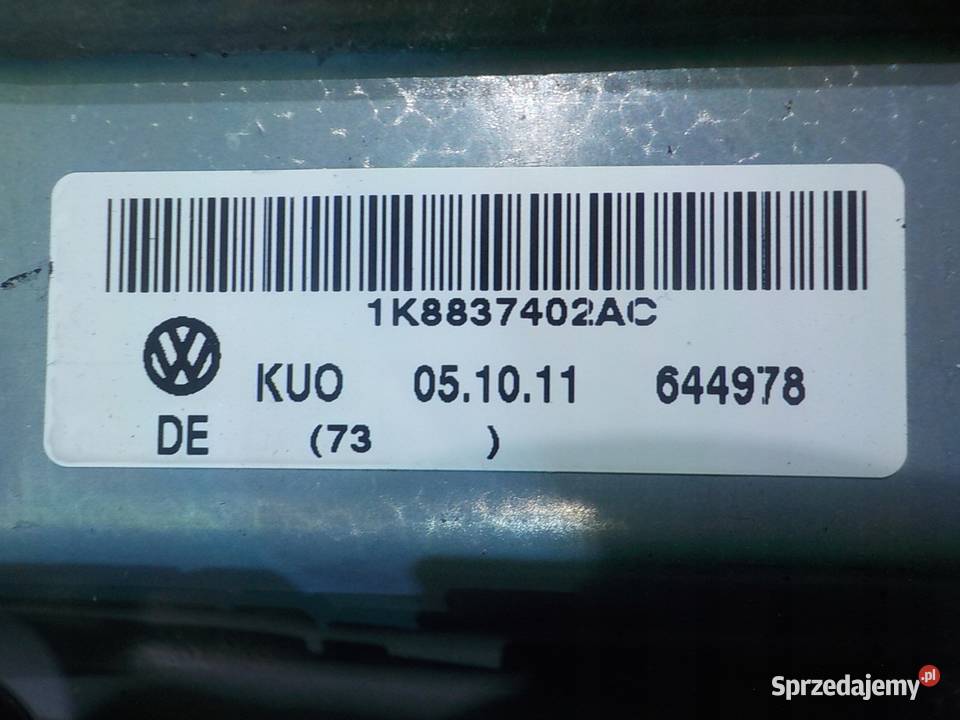 1K8837402AC
KUO 05.10.11 644978
DE (73 )
Sprzedajemy.pl